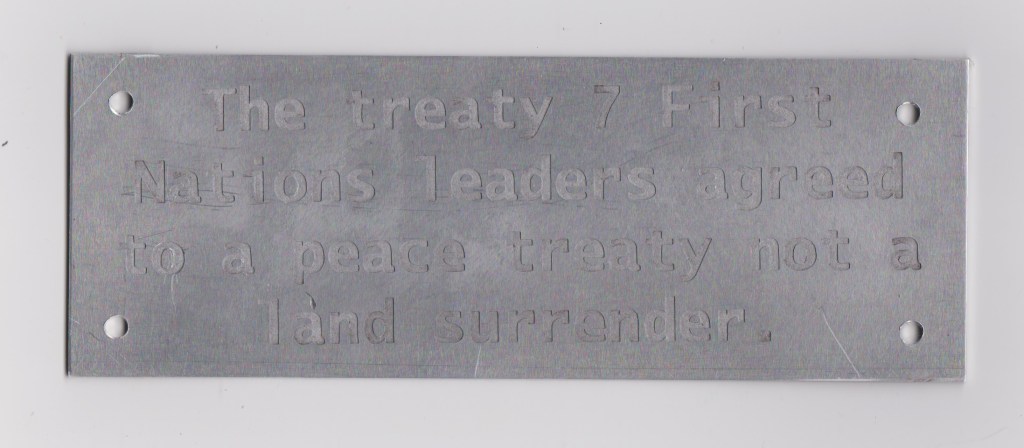 The treaty 7 First
Nations leaders agreed
to a peace treaty not a
land surrender.